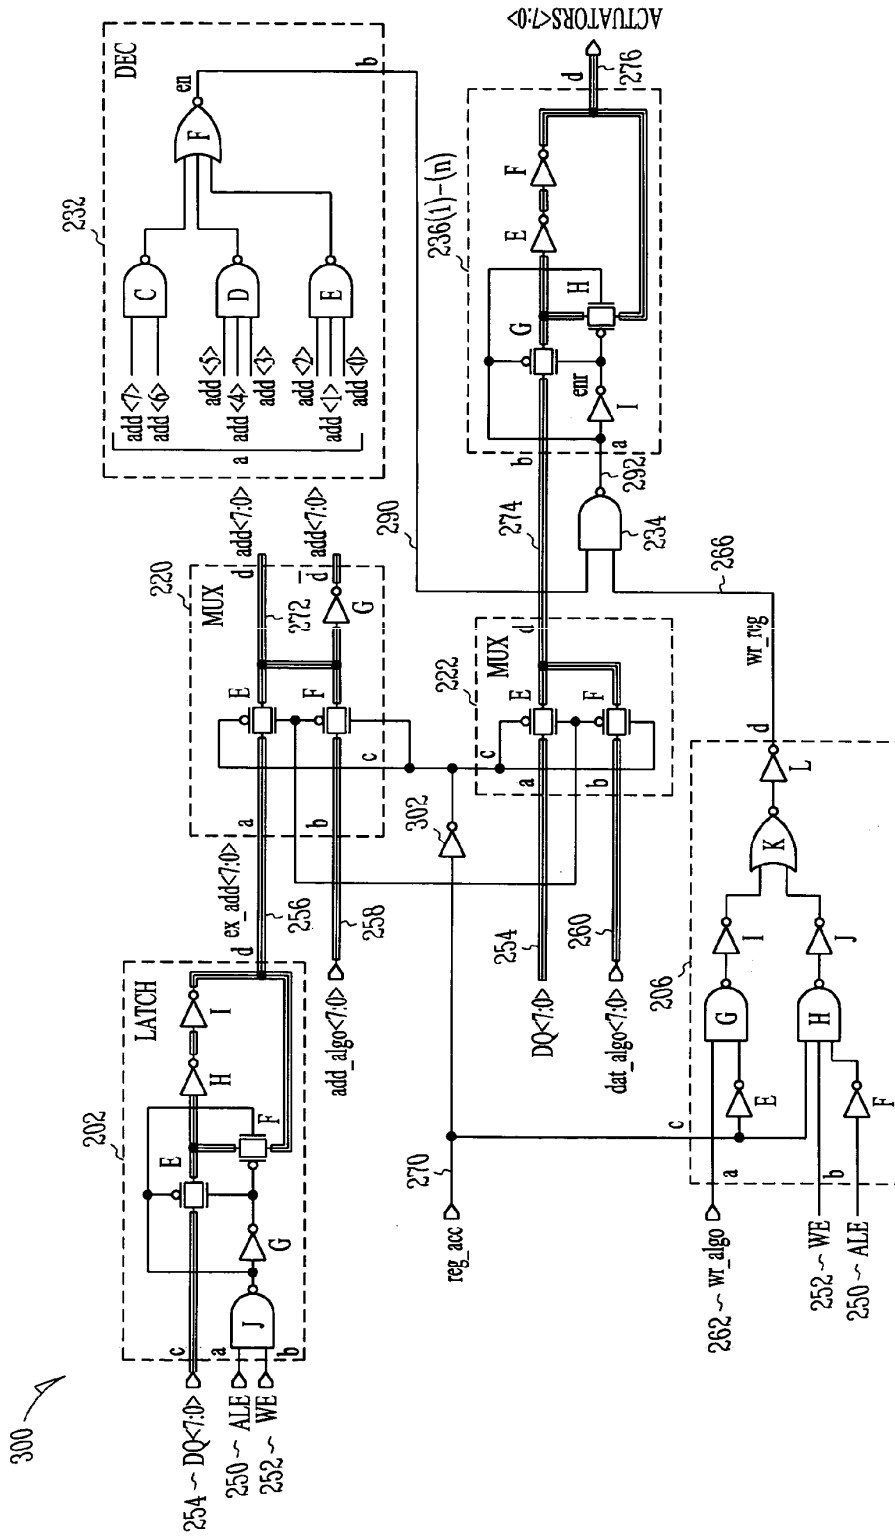 300
202
LATCH
E
F
G
H
I
J
a
b
c
d
254 ~ DQ<7:0>
250 ~ ALE
252 ~ WE
ex_add<7:0>
256
add_algo<7:0>
258
220
MUX
E
F
G
a
b
c
d
d
272
add<7:0>
add<7:0>
232
DEC
a
add<7>
add<6>
add<5>
add<4>
add<3>
add<2>
add<1>
add<0>
C
D
E
F
en
b
290
reg_acc
270
302
DQ<7:0>
254
dat_algo<7:0>
260
222
MUX
E
F
a
b
c
d
274
234
292
266
wr_reg
236(1)-(n)
a
b
enr
G
H
I
E
F
d
276
ACTUATORS<7:0>
206
262 ~ wr_algo
252 ~ WE
250 ~ ALE
a
b
c
d
E
F
G
H
I
J
K
L